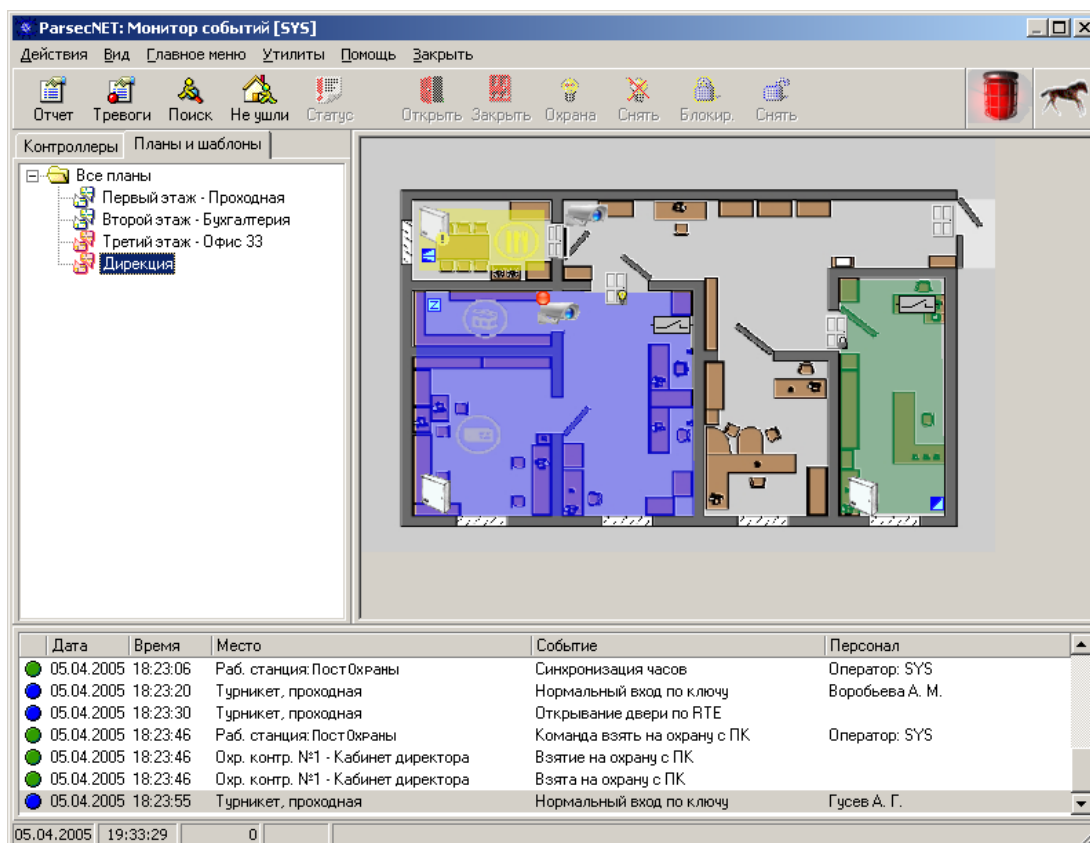 ParsecNET: Монитор событий [SYS]
Действия Вид Главное меню Утилиты Помощь Закрыть
Отчет Тревоги Поиск Не ушли Статус Открыть Закрыть Охрана Снять Блокир. Снять
Контроллеры Планы и шаблоны
Все планы
Первый этаж - Проходная
Второй этаж - Бухгалтерия
Третий этаж - Офис 33
Дирекция
Z
Дата Время Место Событие Персонал
05.04.2005 18:23:06 Раб. станция:ПостОхраны Синхронизация часов Оператор: SYS
05.04.2005 18:23:20 Турникет, проходная Нормальный вход по ключу Воробьева А. М.
05.04.2005 18:23:30 Турникет, проходная Открывание двери по RTE
05.04.2005 18:23:46 Раб. станция:ПостОхраны Команда взять на охрану с ПК Оператор: SYS
05.04.2005 18:23:46 Охр. контр. №1 - Кабинет директора Взятие на охрану с ПК
05.04.2005 18:23:46 Охр. контр. №1 - Кабинет директора Взята на охрану с ПК
05.04.2005 18:23:55 Турникет, проходная Нормальный вход по ключу Гусев А. Г.
05.04.2005 19:33:29 0